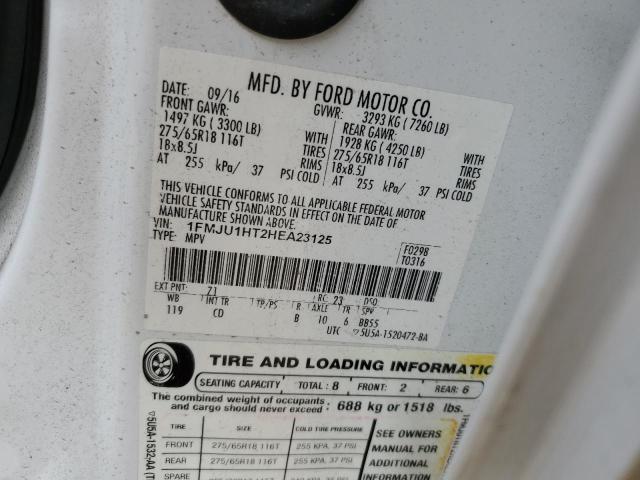 MFD. BY FORD MOTOR CO.
DATE: 09/16 GVWR: 3293 KG ( 7260 LB)
FRONT GAWR: REAR GAWR:
1497 KG ( 3300 LB) WITH 1928 KG ( 4250 LB) WITH
275/65R18 116T TIRES 275/65R18 116T TIRES
18x8.5J RIMS 18x8.5J RIMS
AT 255 kPa/ 37 PSI COLD AT 255 kPa/ 37 PSI COLD
THIS VEHICLE CONFORMS TO ALL APPLICABLE FEDERAL MOTOR
VEHICLE SAFETY STANDARDS IN EFFECT ON THE DATE OF
MANUFACTURE SHOWN ABOVE.
VIN: 1FMJU1HT2HEA23125
TYPE: MPV
F0298
T0316
EXT PNT: Z1 RC: 23 DSO:
WB INT TR TP/PS R AXLE TR SPR
119 CD B 10 6 BB55
UTC ▽5U5A-1520472-BA
TIRE AND LOADING INFORMATIO
SEATING CAPACITY TOTAL: 8 FRONT: 2 REAR: 6
The combined weight of occupants
and cargo should never exceed: 688 kg or 1518 lbs.
TIRE SIZE COLD TIRE PRESSURE
FRONT 275/65R18 116T 255 KPA, 37 PSI
REAR 275/65R18 116T 255 KPA, 37 PSI
SPARE
SEE OWNERS
MANUAL FOR
ADDITIONAL
▽5U5A-1532-AA